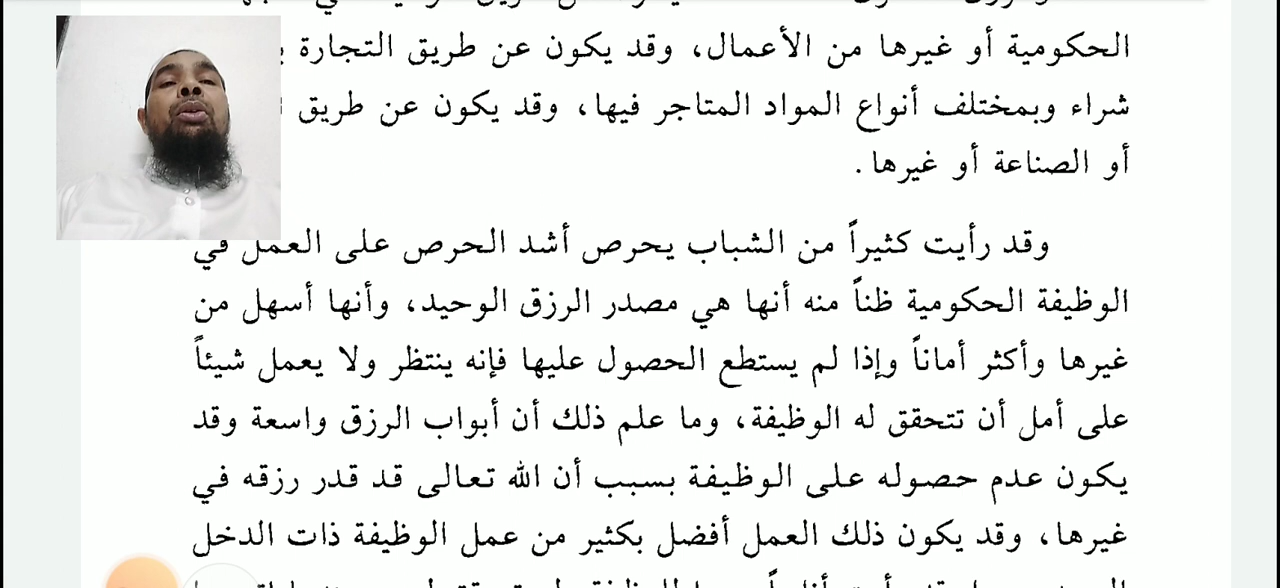 الحكومية أو غيرها من الأعمال، وقد يكون عن طريق التجارة
شراء وبمختلف أنواع المواد المتاجر فيها، وقد يكون عن طريق
أو الصناعة أو غيرها.
وقد رأيت كثيراً من الشباب يحرص أشد الحرص على العمل في
الوظيفة الحكومية ظناً منه أنها هي مصدر الرزق الوحيد، وأنها أسهل من
غيرها وأكثر أماناً وإذا لم يستطع الحصول عليها فإنه ينتظر ولا يعمل شيئاً
على أمل أن تتحقق له الوظيفة، وما علم ذلك أن أبواب الرزق واسعة وقد
يكون عدم حصوله على الوظيفة بسبب أن الله تعالى قد قدر رزقه في
غيرها، وقد يكون ذلك العمل أفضل بكثير من عمل الوظيفة ذات الدخل